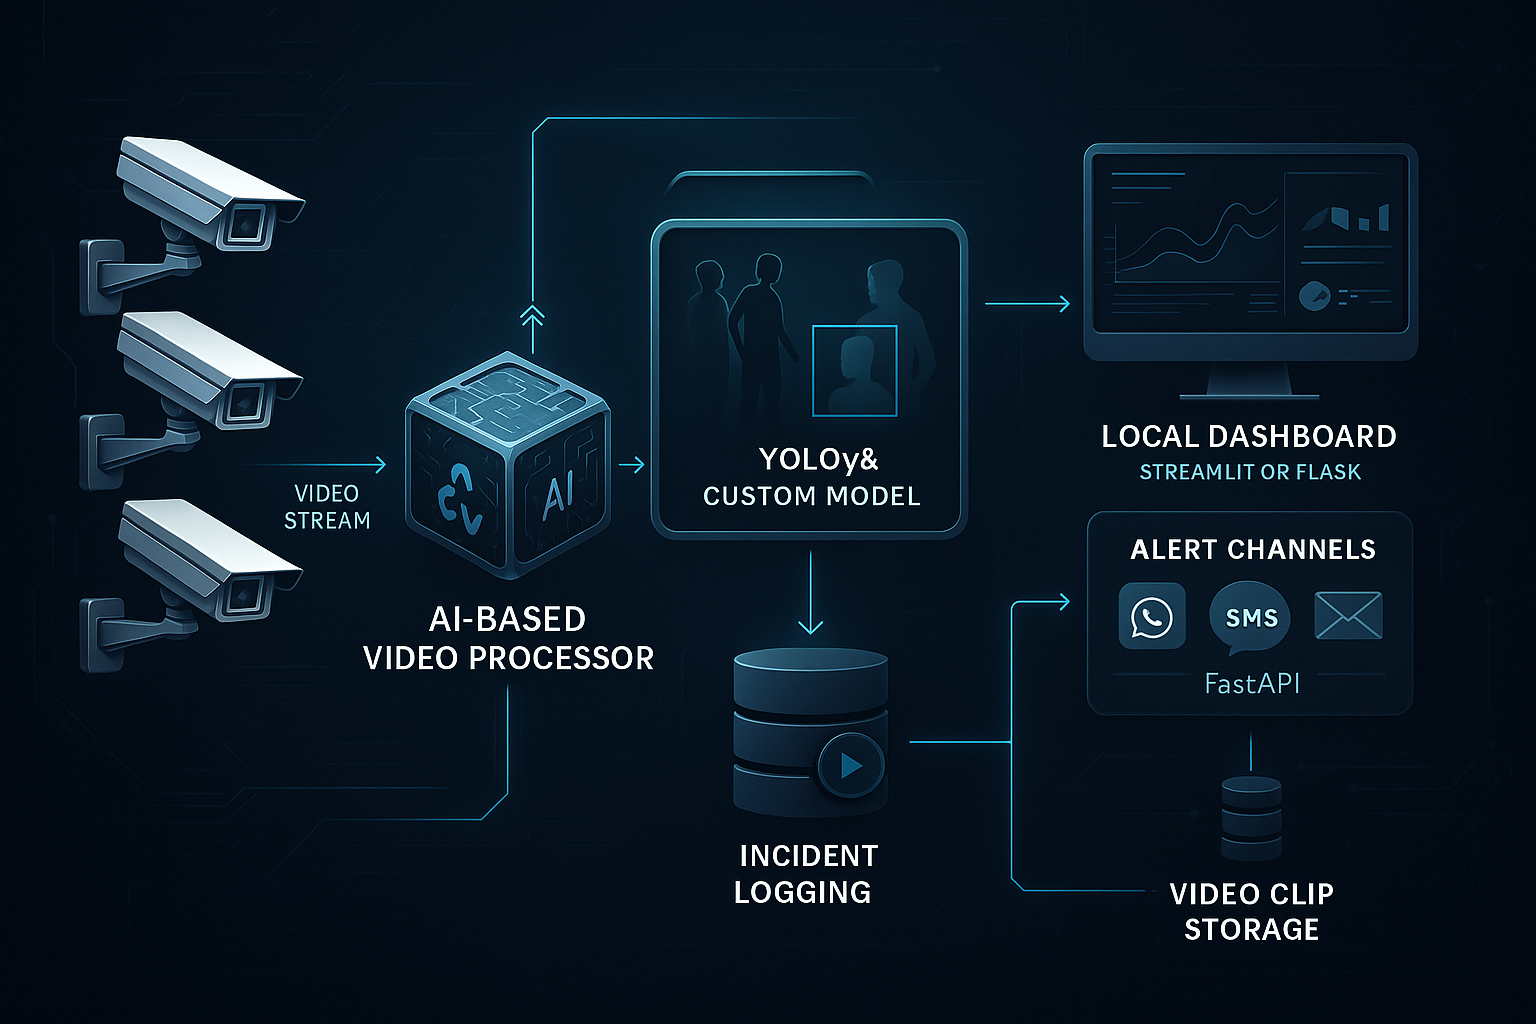 VIDEO
STREAM
AI
AI-BASED
VIDEO PROCESSOR
YOLOy&
CUSTOM MODEL
INCIDENT
LOGGING
LOCAL DASHBOARD
STREAMLIT OR FLASK
ALERT CHANNELS
SMS
FastAPI
VIDEO CLIP
STORAGE